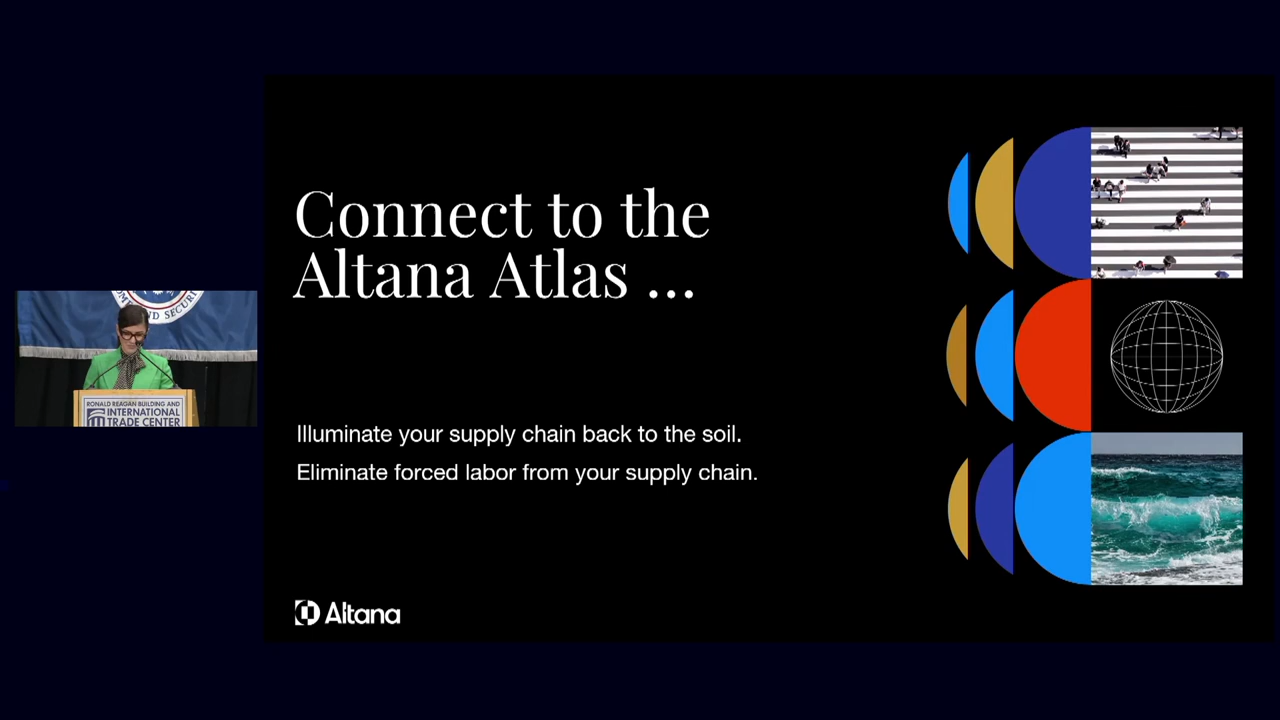 Connect to the
Altana Atlas ...
Illuminate your supply chain back to the soil.
Eliminate forced labor from your supply chain.
Altana
RONALD REAGAN BUILDING AND
INTERNATIONAL
TRADE CENTER